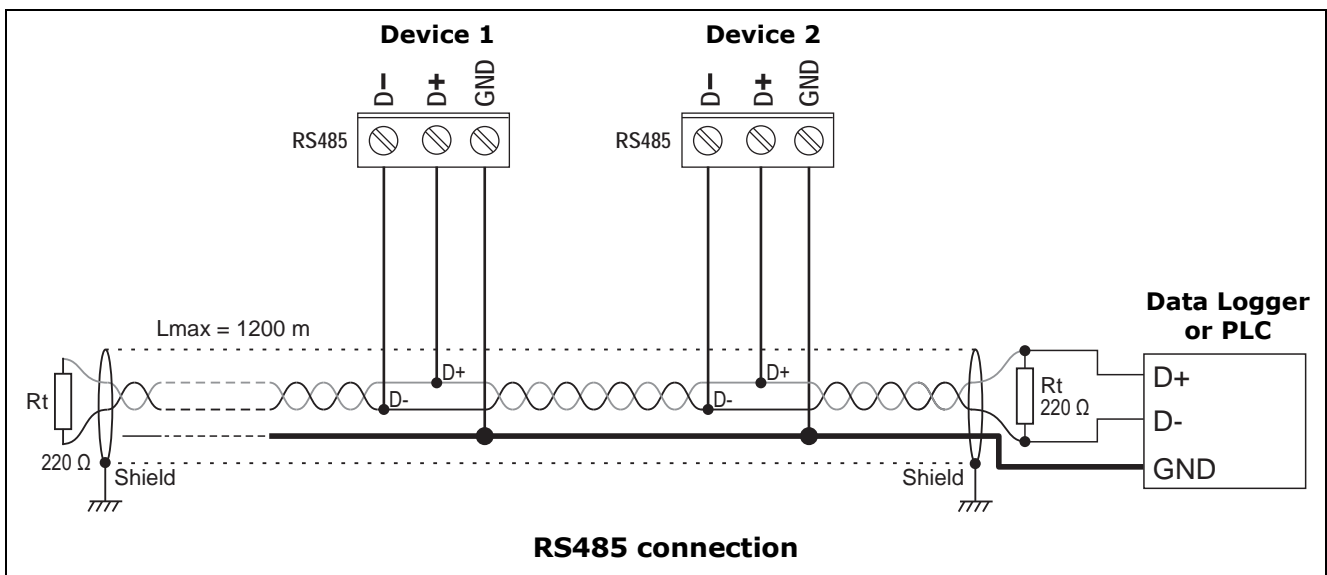 Device 1
Device 2
D-
D+
GND
D-
D+
GND
RS485
RS485
Data Logger
or PLC
Lmax = 1200 m
D+
D-
D+
D-
Rt
220 Ω
Rt
220 Ω
D+
D-
GND
Shield
Shield
RS485 connection